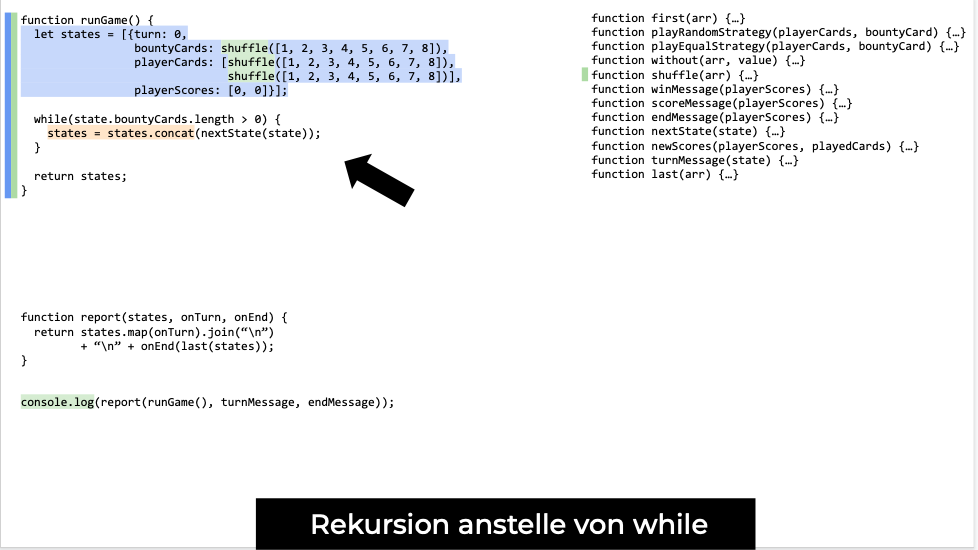 function runGame() {
let states = [{turn: 0,
bountyCards: shuffle([1, 2, 3, 4, 5, 6, 7, 8]),
playerCards: [shuffle([1, 2, 3, 4, 5, 6, 7, 8]),
shuffle([1, 2, 3, 4, 5, 6, 7, 8])],
playerScores: [0, 0]}];
while(state.bountyCards.length > 0) {
states = states.concat(nextState(state));
}
return states;
}
function report(states, onTurn, onEnd) {
return states.map(onTurn).join(“\n”)
+ “\n” + onEnd(last(states));
}
console.log(report(runGame(), turnMessage, endMessage));
function first(arr) {…}
function playRandomStrategy(playerCards, bountyCard) {…}
function playEqualStrategy(playerCards, bountyCard) {…}
function without(arr, value) {…}
function shuffle(arr) {…}
function winMessage(playerScores) {…}
function scoreMessage(playerScores) {…}
function endMessage(playerScores) {…}
function nextState(state) {…}
function newScores(playerScores, playedCards) {…}
function turnMessage(state) {…}
function last(arr) {…}
Rekursion anstelle von while